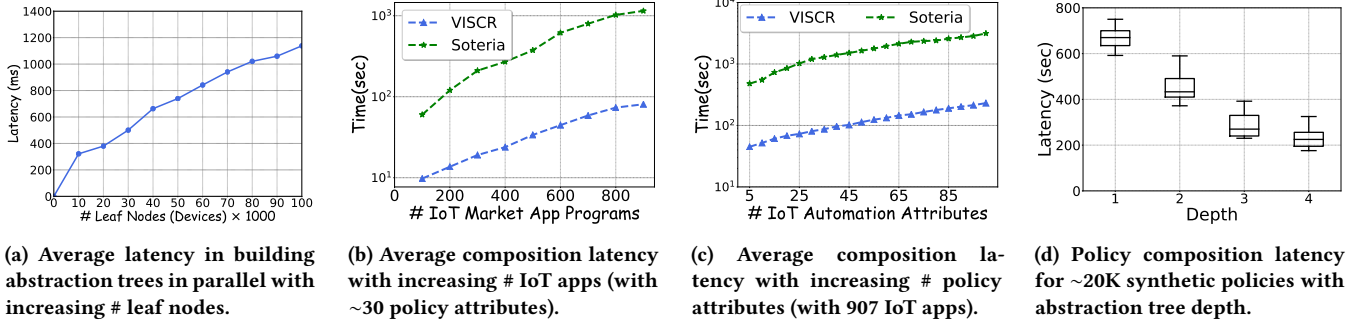 1400
1200
1000
800
600
400
200
0
Latency (ms)
0 10 20 30 40 50 60 70 80 90 100
# Leaf Nodes (Devices) × 1000
(a) Average latency in building
abstraction trees in parallel with
increasing # leaf nodes.
VISCR
Soteria
10³
10²
10¹
Time(sec)
200 400 600 800
# IoT Market App Programs
(b) Average composition latency
with increasing # IoT apps (with
~30 policy attributes).
VISCR Soteria
10⁴
10³
10²
10¹
Time(sec)
5 25 45 65 85
# IoT Automation Attributes
(c) Average composition la-
tency with increasing # policy
attributes (with 907 IoT apps).
800
600
400
200
0
Latency (sec)
1 2 3 4
Depth
(d) Policy composition latency
for ~20K synthetic policies with
abstraction tree depth.